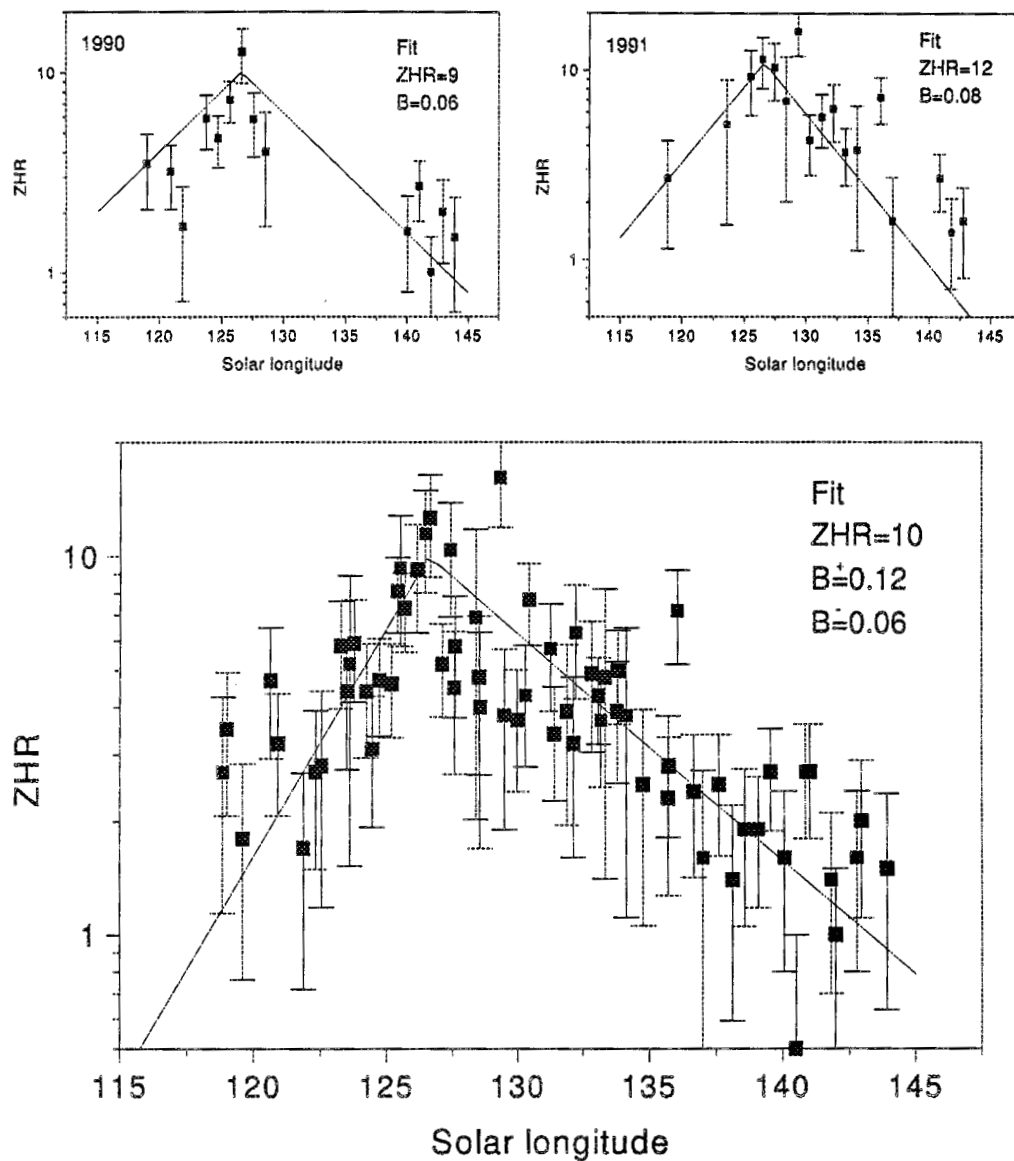 1990
Fit
ZHR=9
B=0.06
10
1
ZHR
115 120 125 130 135 140 145
Solar longitude
1991
Fit
ZHR=12
B=0.08
10
1
ZHR
115 120 125 130 135 140 145
Solar longitude
Fit
ZHR=10
B⁺=0.12
B⁻=0.06
10
1
ZHR
115 120 125 130 135 140 145
Solar longitude